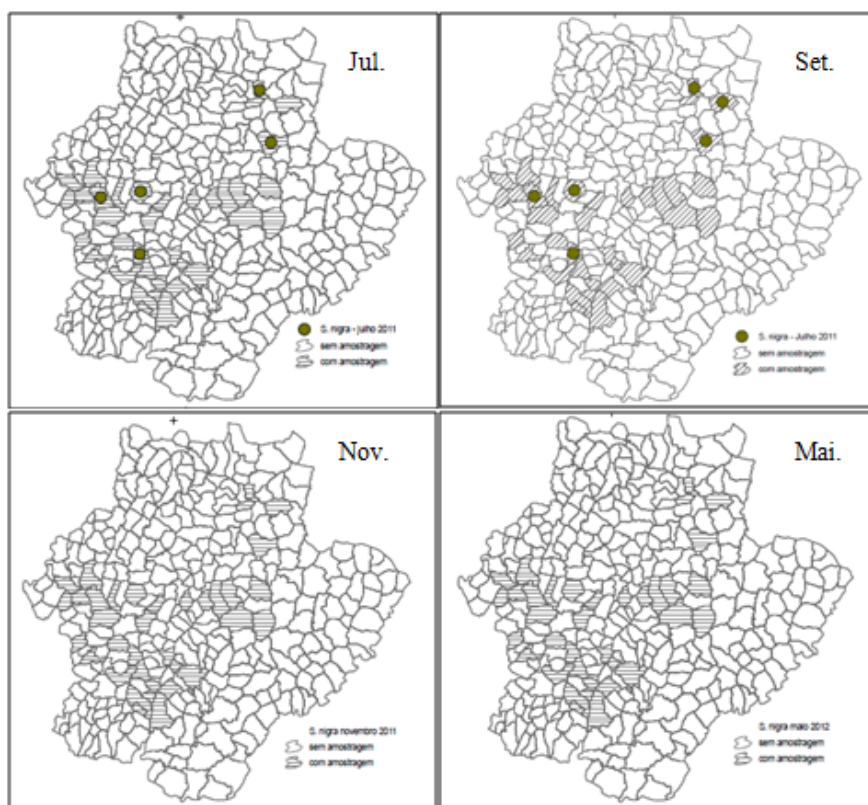 Jul.
S. nigra - julho 2011
sem amostragem
com amostragem
Set.
S. nigra - Julho 2011
sem amostragem
com amostragem
Nov.
S. nigra novembro 2011
sem amostragem
com amostragem
Mai.
S. nigra maio 2012
sem amostragem
com amostragem